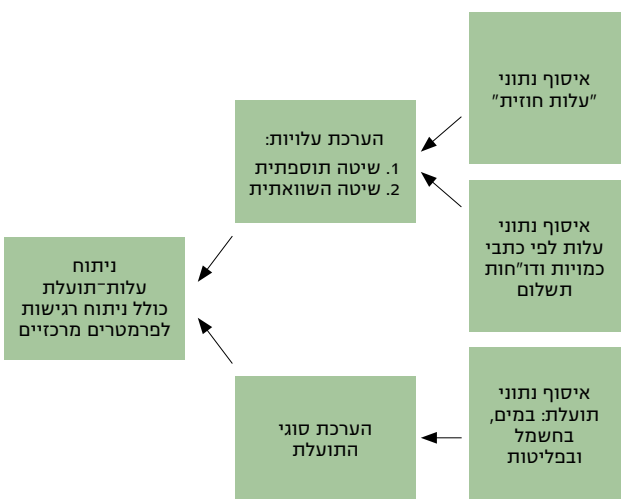 איסוף נתוני
"עלות חוזית"
הערכת עלויות:
1. שיטה תוספתית
2. שיטה השוואתית
איסוף נתוני
עלות לפי כתבי
כמויות ודו"חות
תשלום
ניתוח
עלות־תועלת
כולל ניתוח רגישות
לפרמטרים מרכזיים
איסוף נתוני
תועלת: במים,
בחשמל
ובפליטות
הערכת סוגי
התועלת